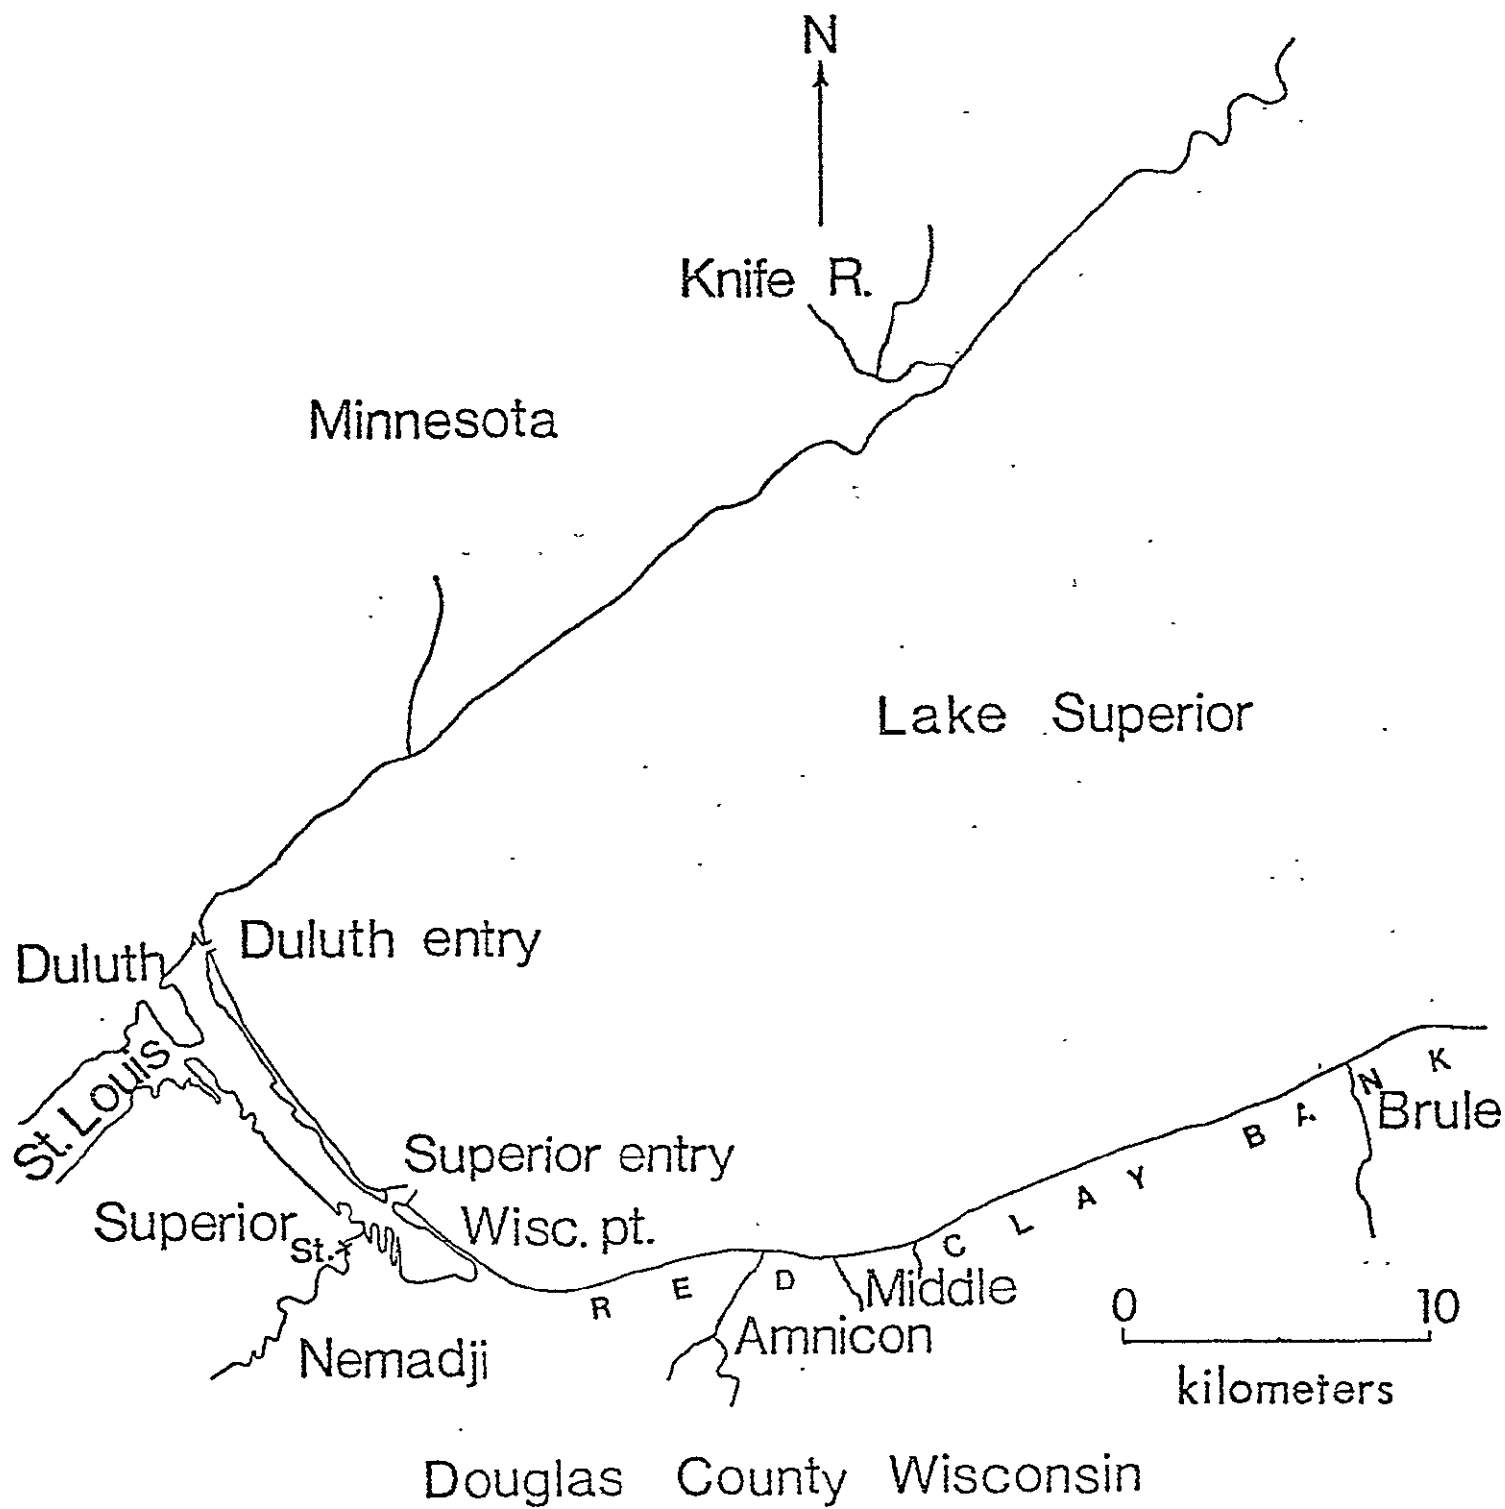 N
Knife R.
Minnesota
Lake Superior
Duluth
Duluth entry
St. Louis
Superior entry
Wisc. pt.
Superior
St.
Nemadji
RED CLAY BANK
Brule
Middle
Amnicon
0 10
kilometers
Douglas County Wisconsin